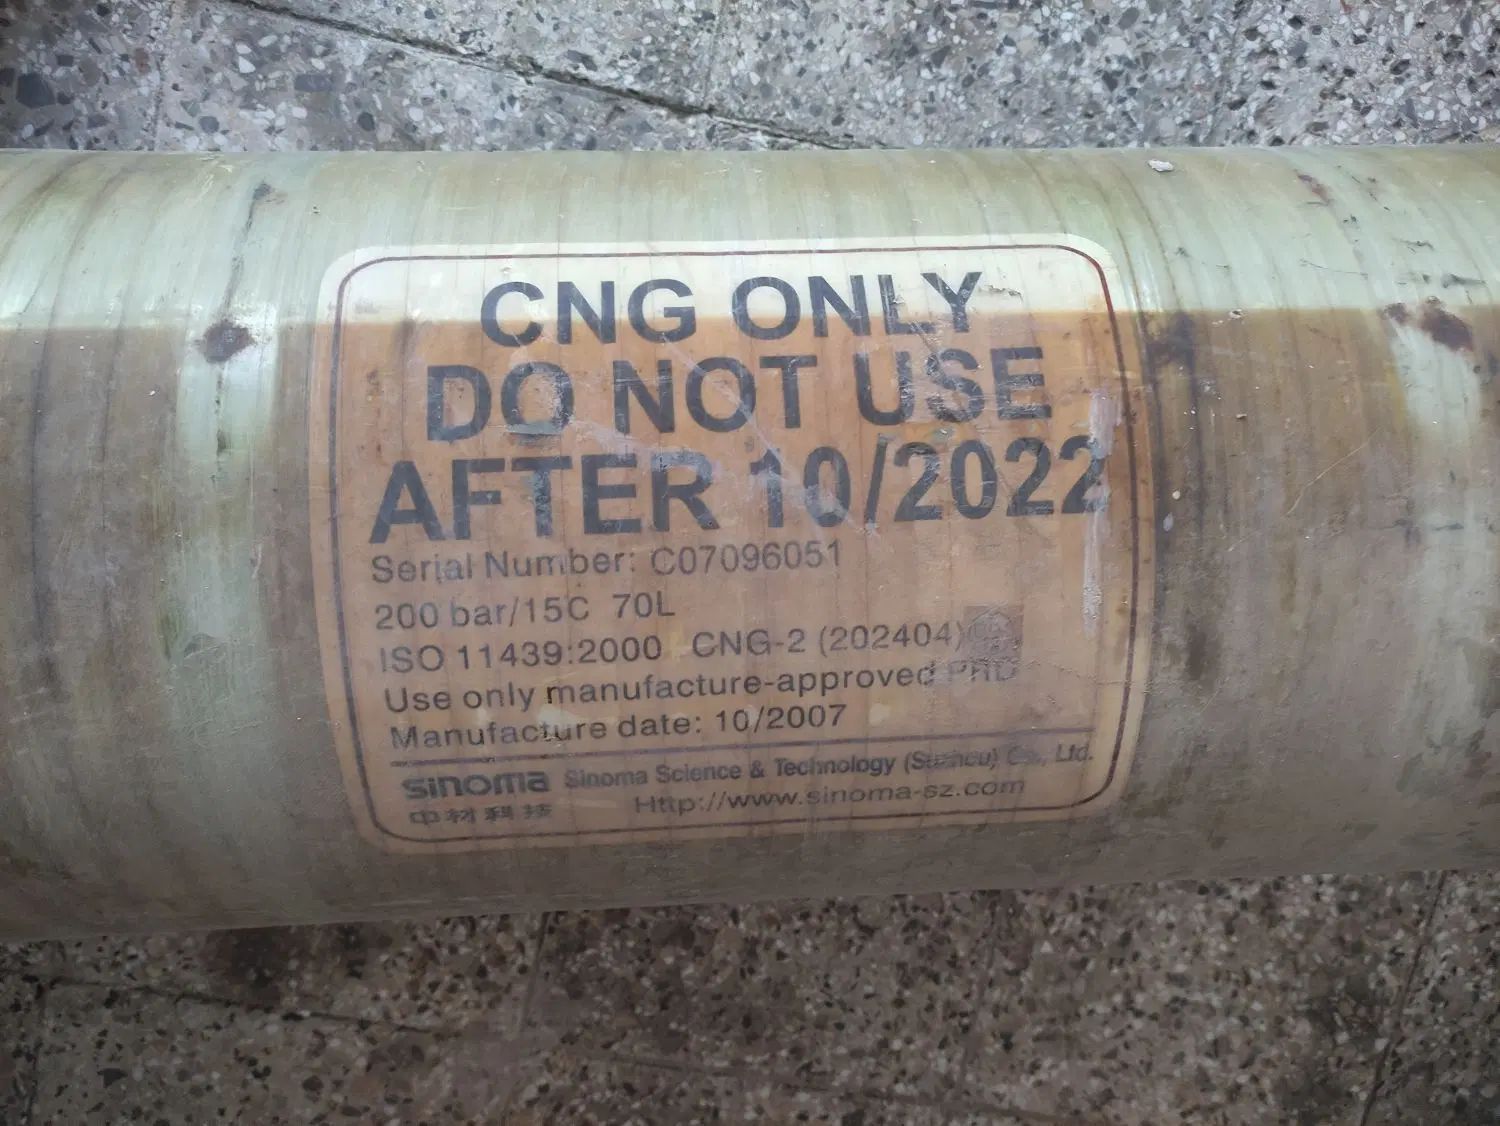 CNG ONLY
DO NOT USE
AFTER 10/2022
Serial Number: C07096051
200 bar/15C 70L
ISO 11439:2000 CNG-2 (202404)
Use only manufacture-approved PRD
Manufacture date: 10/2007
sinoma Sinoma Science & Technology (Suzhou) Co., Ltd.
中材科技 Http://www.sinoma-sz.com